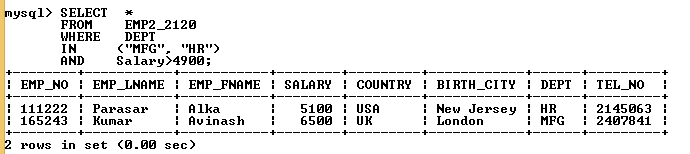 mysql> SELECT *
FROM EMP2_2120
WHERE DEPT
IN ("MFG", "HR")
AND Salary>4900;
+--------+-----------+-----------+--------+---------+------------+------+---------+
| EMP_NO | EMP_LNAME | EMP_FNAME | SALARY | COUNTRY | BIRTH_CITY | DEPT | TEL_NO |
+--------+-----------+-----------+--------+---------+------------+------+---------+
| 111222 | Parasar | Alka | 5100 | USA | New Jersey | HR | 2145063 |
| 165243 | Kumar | Avinash | 6500 | UK | London | MFG | 2407841 |
+--------+-----------+-----------+--------+---------+------------+------+---------+
2 rows in set (0.00 sec)